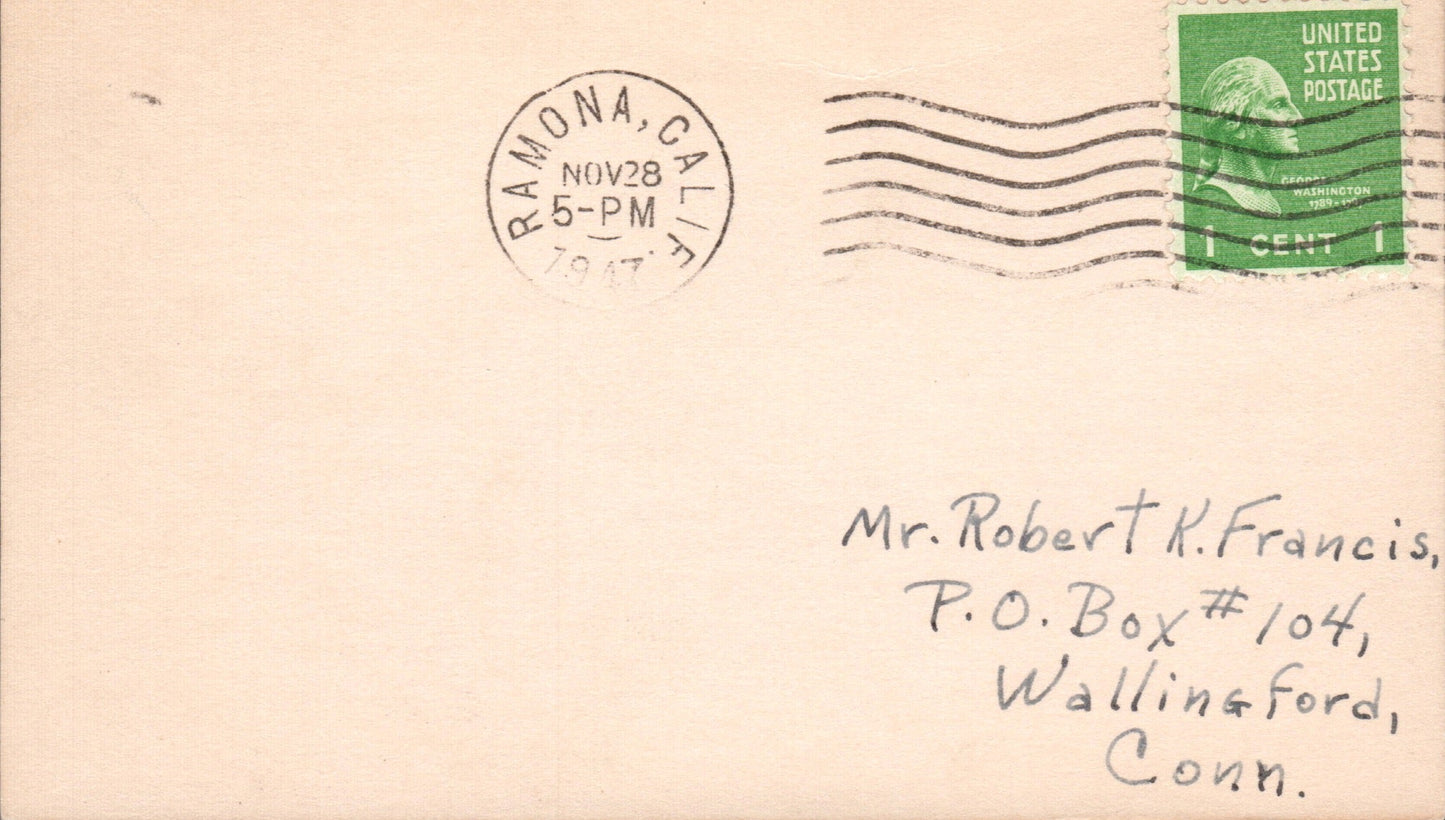 UNITED
STATES
POSTAGE
RAMONA, CALIF.
NOV 28
5-PM
1947
GEORGE
WASHINGTON
1 CENT 1
Mr. Robert K. Francis,
P.O. Box # 104,
Wallingford,
Conn.